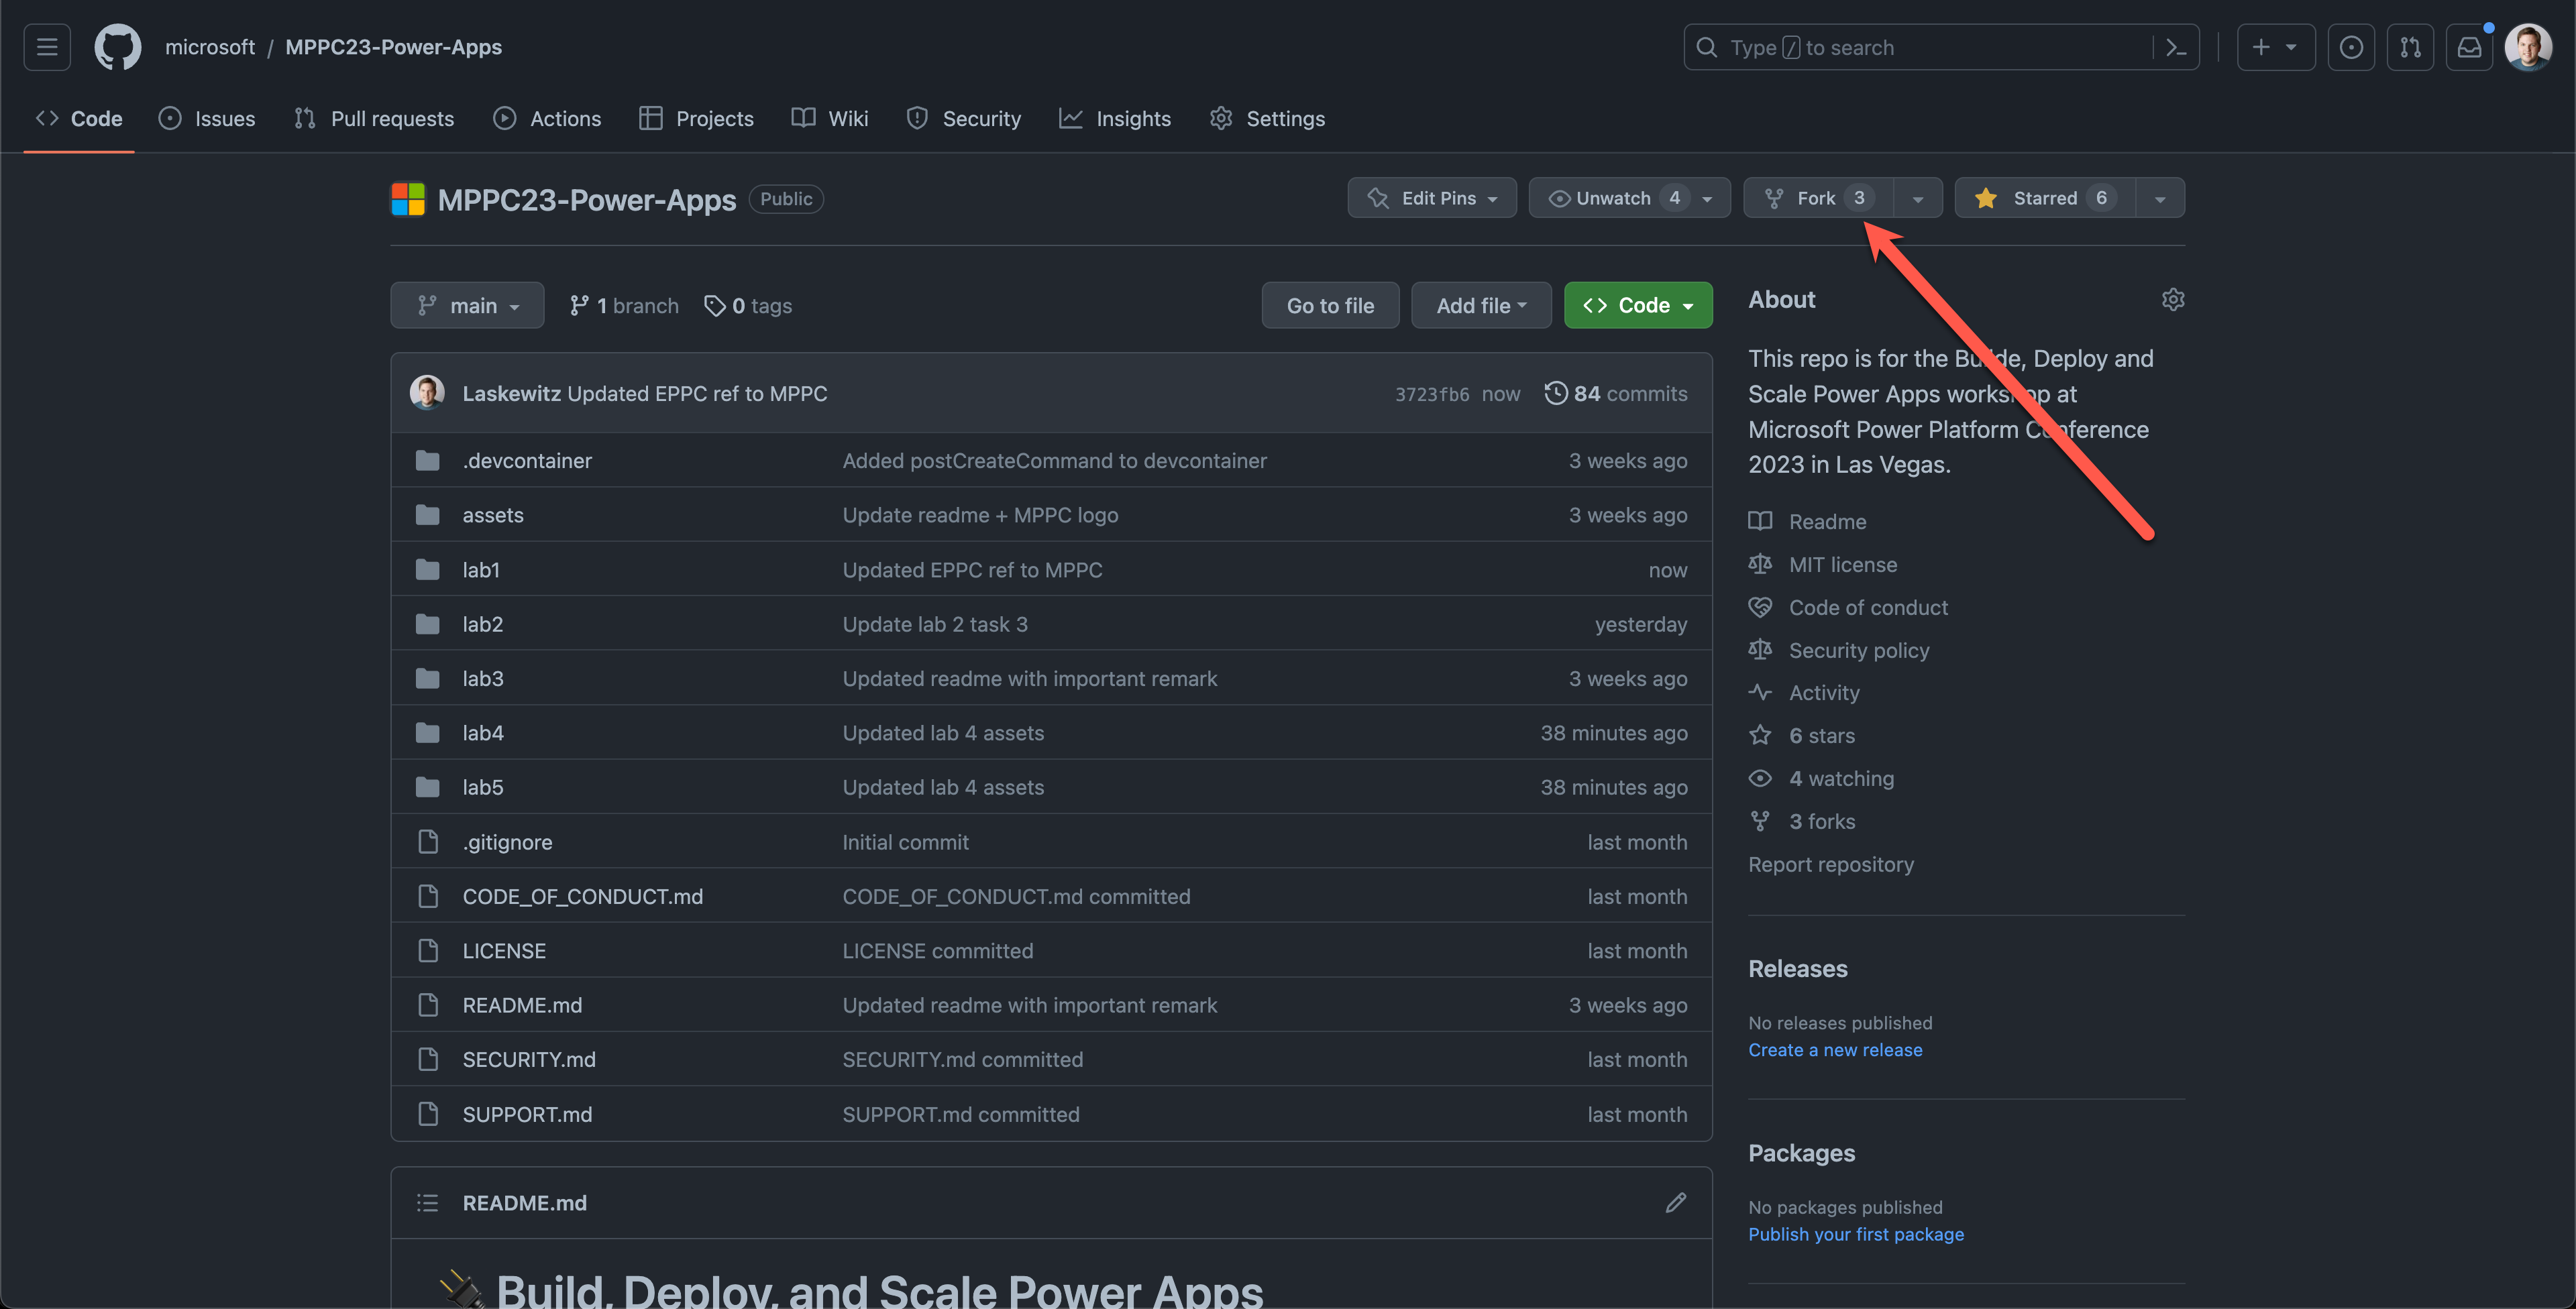 microsoft / MPPC23-Power-Apps
Type / to search
Code Issues Pull requests Actions Projects Wiki Security Insights Settings
MPPC23-Power-Apps Public
Edit Pins Unwatch 4 Fork 3 Starred 6
main 1 branch 0 tags Go to file Add file Code
Laskewitz Updated EPPC ref to MPPC 3723fb6 now 84 commits
.devcontainer Added postCreateCommand to devcontainer 3 weeks ago
assets Update readme + MPPC logo 3 weeks ago
lab1 Updated EPPC ref to MPPC now
lab2 Update lab 2 task 3 yesterday
lab3 Updated readme with important remark 3 weeks ago
lab4 Updated lab 4 assets 38 minutes ago
lab5 Updated lab 4 assets 38 minutes ago
.gitignore Initial commit last month
CODE_OF_CONDUCT.md CODE_OF_CONDUCT.md committed last month
LICENSE LICENSE committed last month
README.md Updated readme with important remark 3 weeks ago
SECURITY.md SECURITY.md committed last month
SUPPORT.md SUPPORT.md committed last month
README.md
Build, Deploy, and Scale Power Apps
About
This repo is for the Builde, Deploy and
Scale Power Apps workshop at
Microsoft Power Platform Conference
2023 in Las Vegas.
Readme
MIT license
Code of conduct
Security policy
Activity
6 stars
4 watching
3 forks
Report repository
Releases
No releases published
Create a new release
Packages
No packages published
Publish your first package